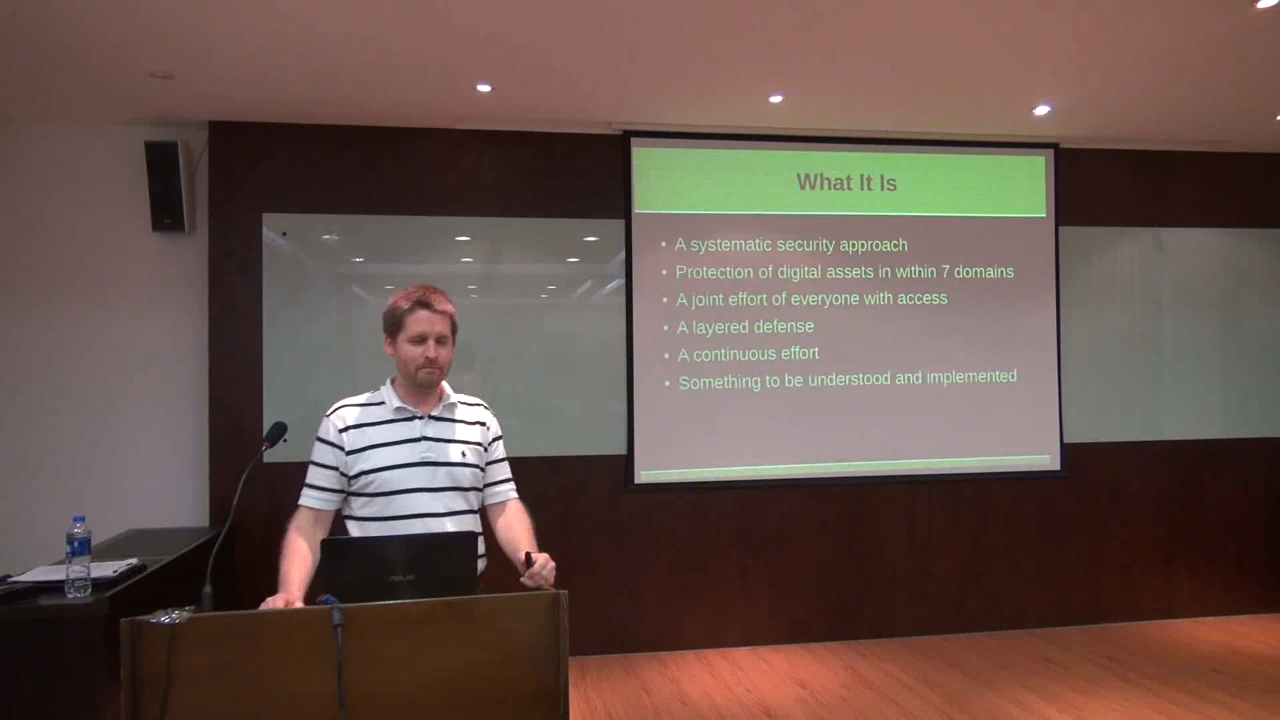 What It Is
• A systematic security approach
• Protection of digital assets in within 7 domains
• A joint effort of everyone with access
• A layered defense
• A continuous effort
• Something to be understood and implemented
ASUS